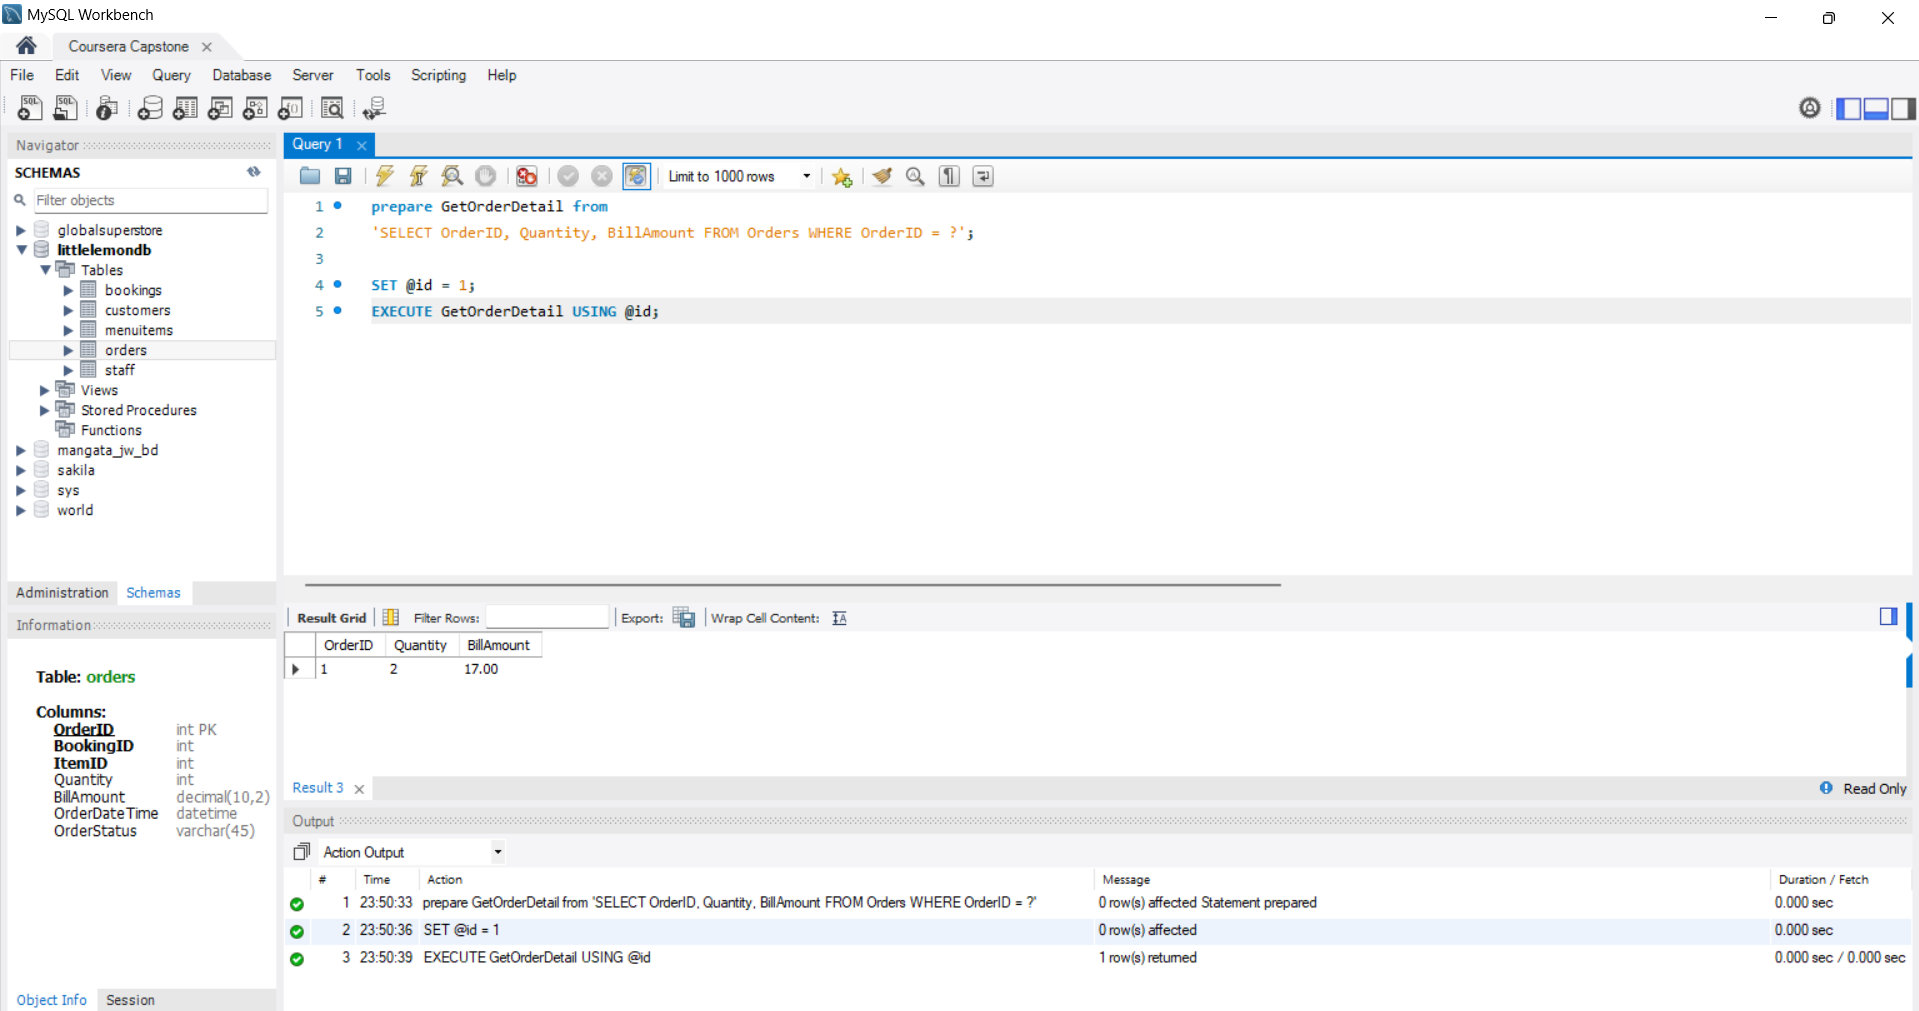 MySQL Workbench
Coursera Capstone
File Edit View Query Database Server Tools Scripting Help
Navigator
SCHEMAS
Filter objects
globalsuperstore
littlelemondb
Tables
bookings
customers
menuitems
orders
staff
Views
Stored Procedures
Functions
mangata_jw_bd
sakila
sys
world
Administration Schemas
Information
Table: orders
Columns:
OrderID int PK
BookingID int
ItemID int
Quantity int
BillAmount decimal(10,2)
OrderDateTime datetime
OrderStatus varchar(45)
Object Info Session
Query 1
Limit to 1000 rows
1 prepare GetOrderDetail from
2 'SELECT OrderID, Quantity, BillAmount FROM Orders WHERE OrderID = ?';
3
4 SET @id = 1;
5 EXECUTE GetOrderDetail USING @id;
Result Grid Filter Rows: Export: Wrap Cell Content:
OrderID Quantity BillAmount
1 2 17.00
Result 3 Read Only
Output
Action Output
# Time Action Message Duration / Fetch
1 23:50:33 prepare GetOrderDetail from 'SELECT OrderID, Quantity, BillAmount FROM Orders WHERE OrderID = ?' 0 row(s) affected Statement prepared 0.000 sec
2 23:50:36 SET @id = 1 0 row(s) affected 0.000 sec
3 23:50:39 EXECUTE GetOrderDetail USING @id 1 row(s) returned 0.000 sec / 0.000 sec